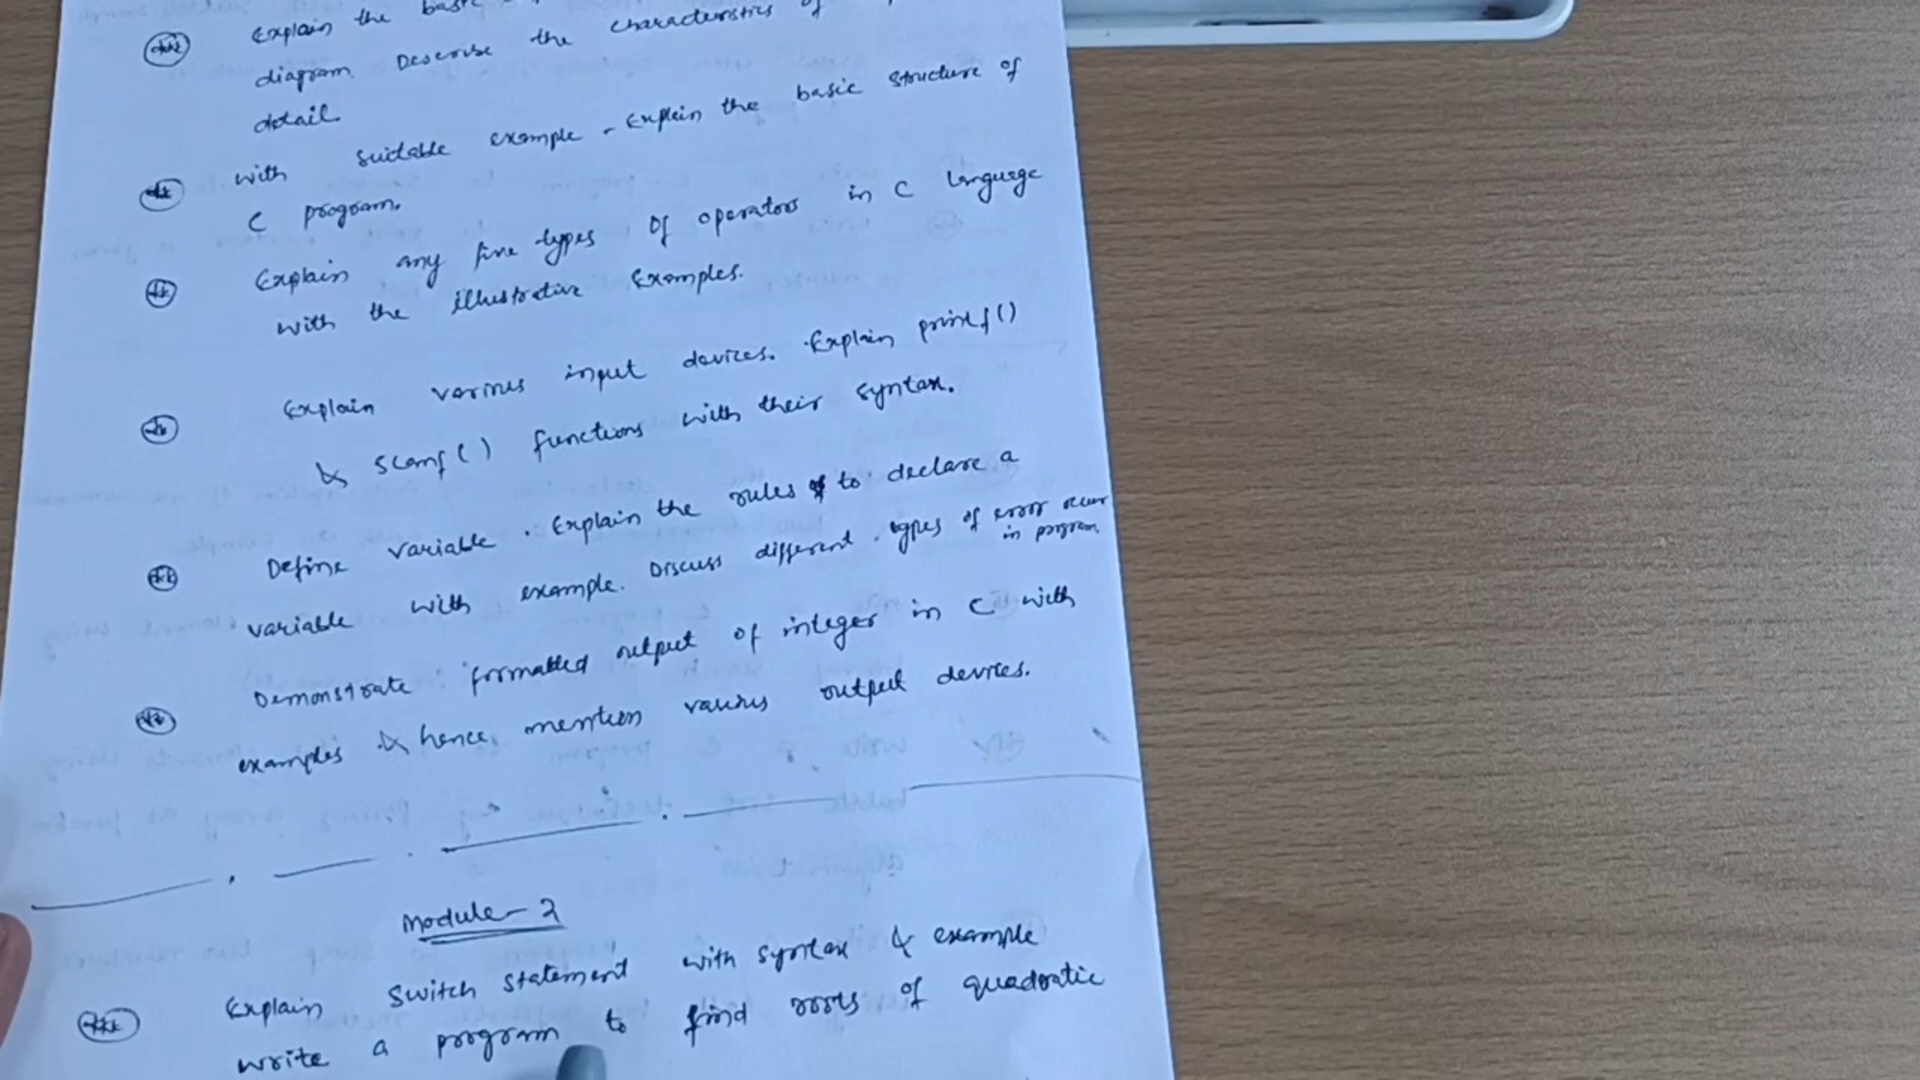 *** Explain the basic
diagram. Describe the characteristics of
detail.
** with suitable example - Explain the basic structure of
C program.
** Explain any five types of operators in C language
with the illustrative Examples.
* Explain various input devices. Explain printf()
& scanf() functions with their syntax.
** Define variable. Explain the rules to declare a
variable with example. Discuss different types of error occur
in program
** Demonstrate formatted output of integer in C with
examples & hence mention various output devices.
Module-2
*** Explain switch statement with syntax & example
write a program to find roots of quadratic